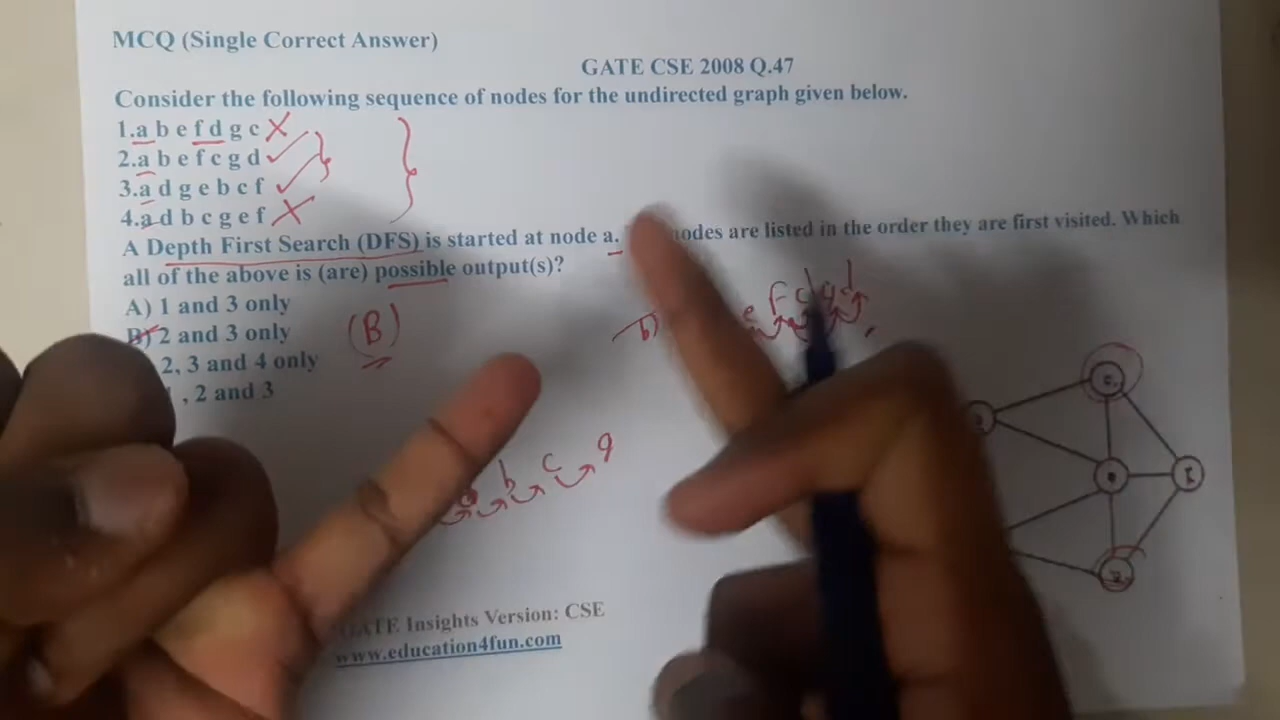 MCQ (Single Correct Answer)
GATE CSE 2008 Q.47
Consider the following sequence of nodes for the undirected graph given below.
1.a b e f d g c
2.a b e f c g d
3.a d g e b c f
4.a d b c g e f
A Depth First Search (DFS) is started at node a. nodes are listed in the order they are first visited. Which
all of the above is (are) possible output(s)?
A) 1 and 3 only
B) 2 and 3 only
(B)
2, 3 and 4 only
, 2 and 3
b) e f c g d
b c g
GATE Insights Version: CSE
www.education4fun.com